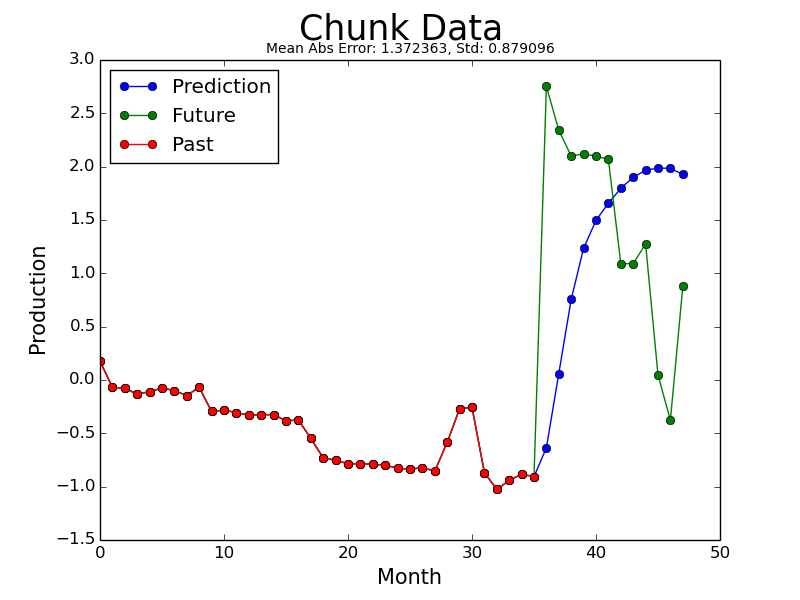 Chunk Data
Mean Abs Error: 1.372363, Std: 0.879096
Prediction
Future
Past
3.0
2.5
2.0
1.5
1.0
0.5
0.0
−0.5
−1.0
−1.5
Production
0 10 20 30 40 50
Month